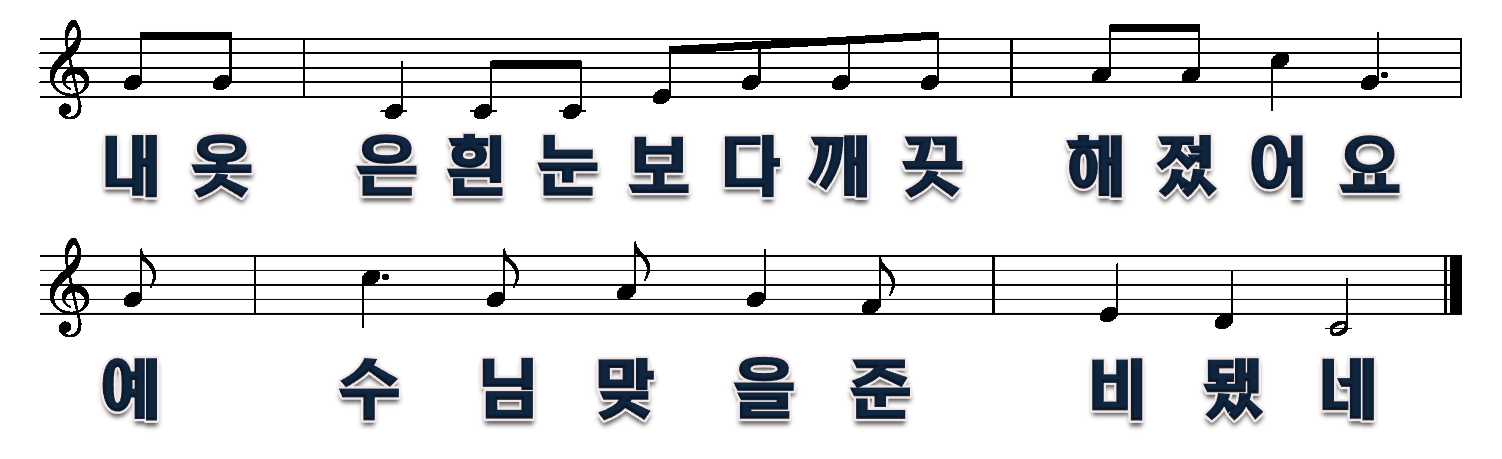 내 옷 은 흰 눈 보 다 깨 끗 해 졌 어 요
예 수 님 맞 을 준 비 됐 네